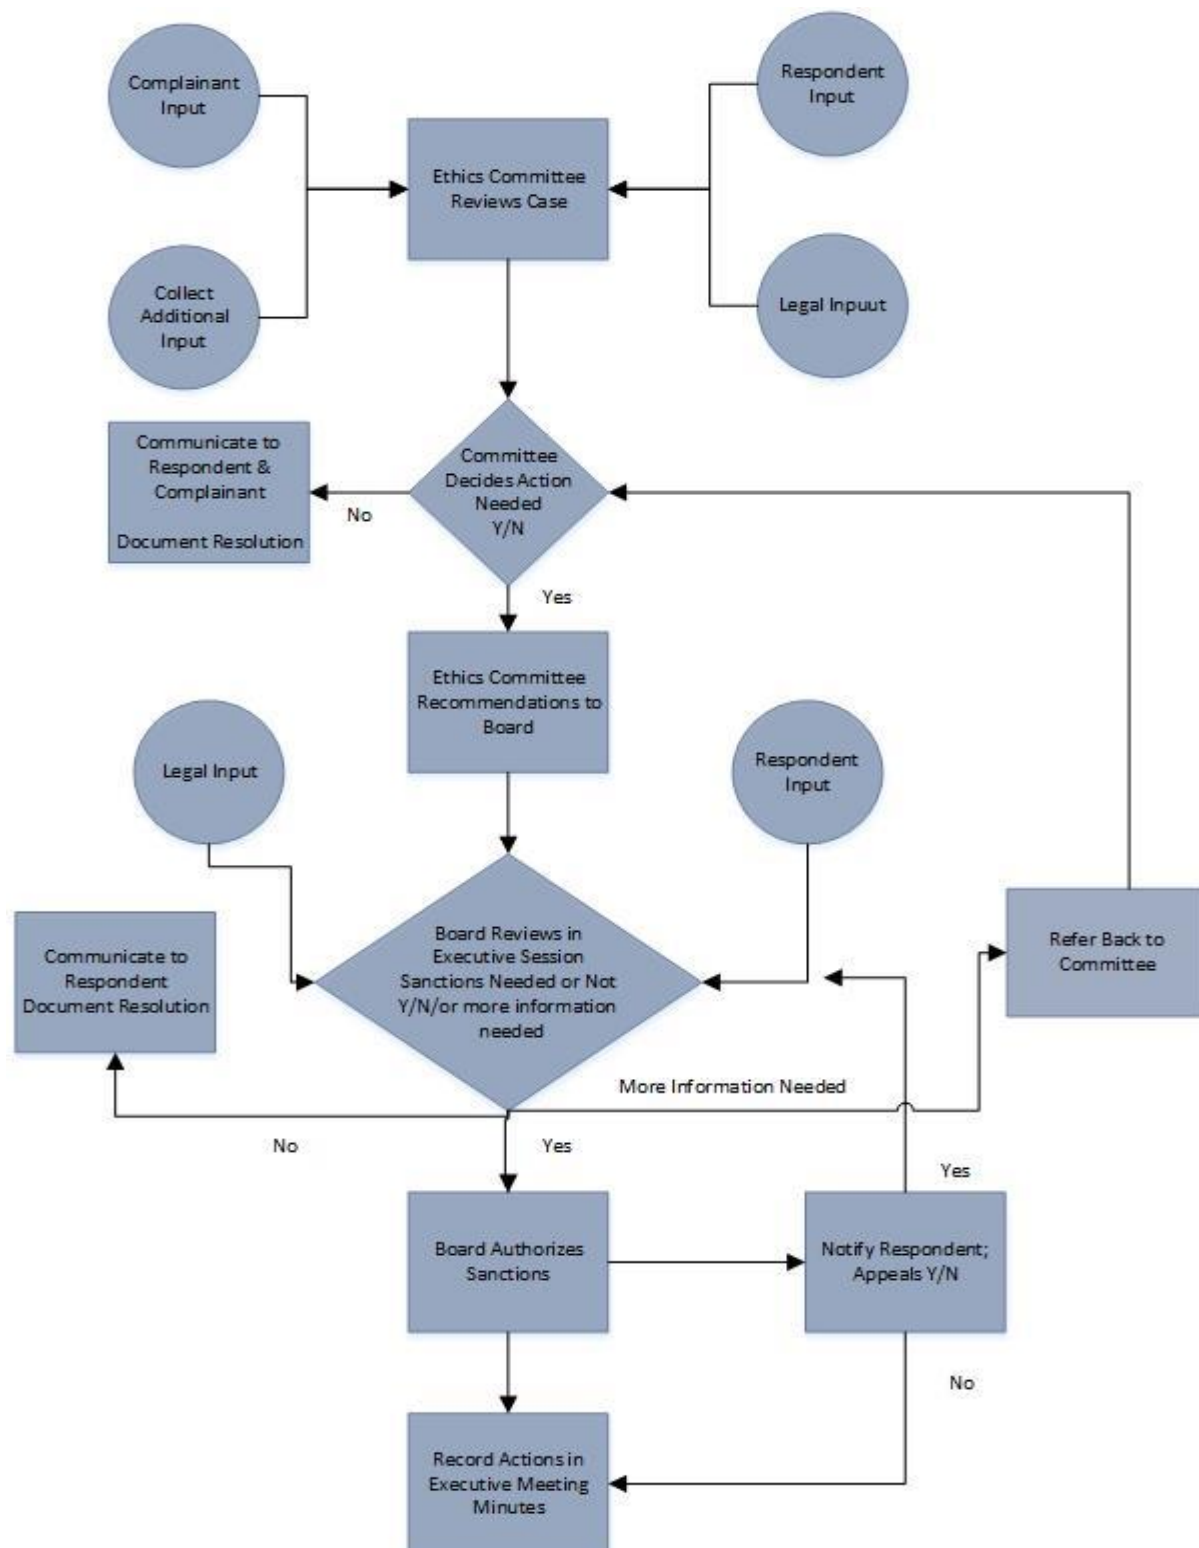 Complainant
Input
Respondent
Input
Ethics Committee
Reviews Case
Collect
Additional
Input
Legal Inpuut
Communicate to
Respondent &
Complainant
Document Resolution
Committee
Decides Action
Needed
Y/N
No
Yes
Ethics Committee
Recommendations to
Board
Legal Input
Respondent
Input
Communicate to
Respondent
Document Resolution
Board Reviews in
Executive Session
Sanctions Needed or Not
Y/N/or more information
needed
Refer Back to
Committee
More Information Needed
No
Yes
Yes
Board Authorizes
Sanctions
Notify Respondent;
Appeals Y/N
No
Record Actions in
Executive Meeting
Minutes